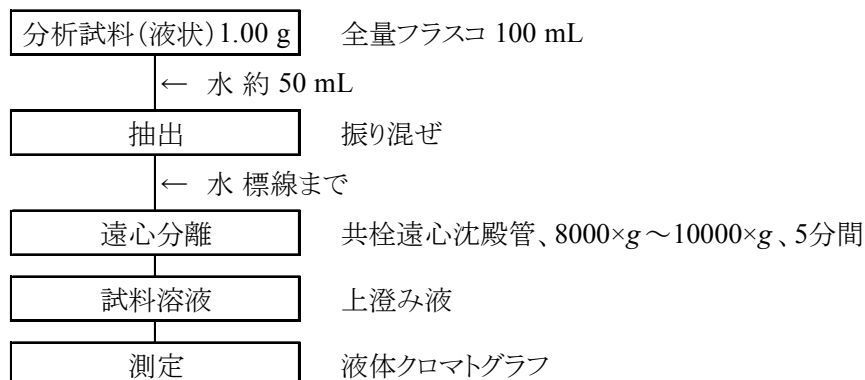 分析試料(液状)1.00 g 全量フラスコ 100 mL
← 水 約 50 mL
抽出 振り混ぜ
← 水 標線まで
遠心分離 共栓遠心沈殿管、8000×g～10000×g、5分間
試料溶液 上澄み液
測定 液体クロマトグラフ